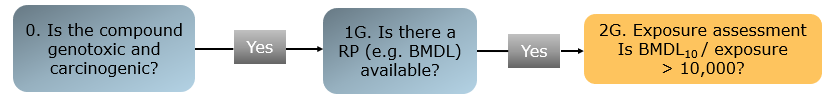 0. Is the compound
genotoxic and
carcinogenic?
Yes
1G. Is there a
RP (e.g. BMDL)
available?
Yes
2G. Exposure assessment
Is BMDL₁₀ / exposure
> 10,000?